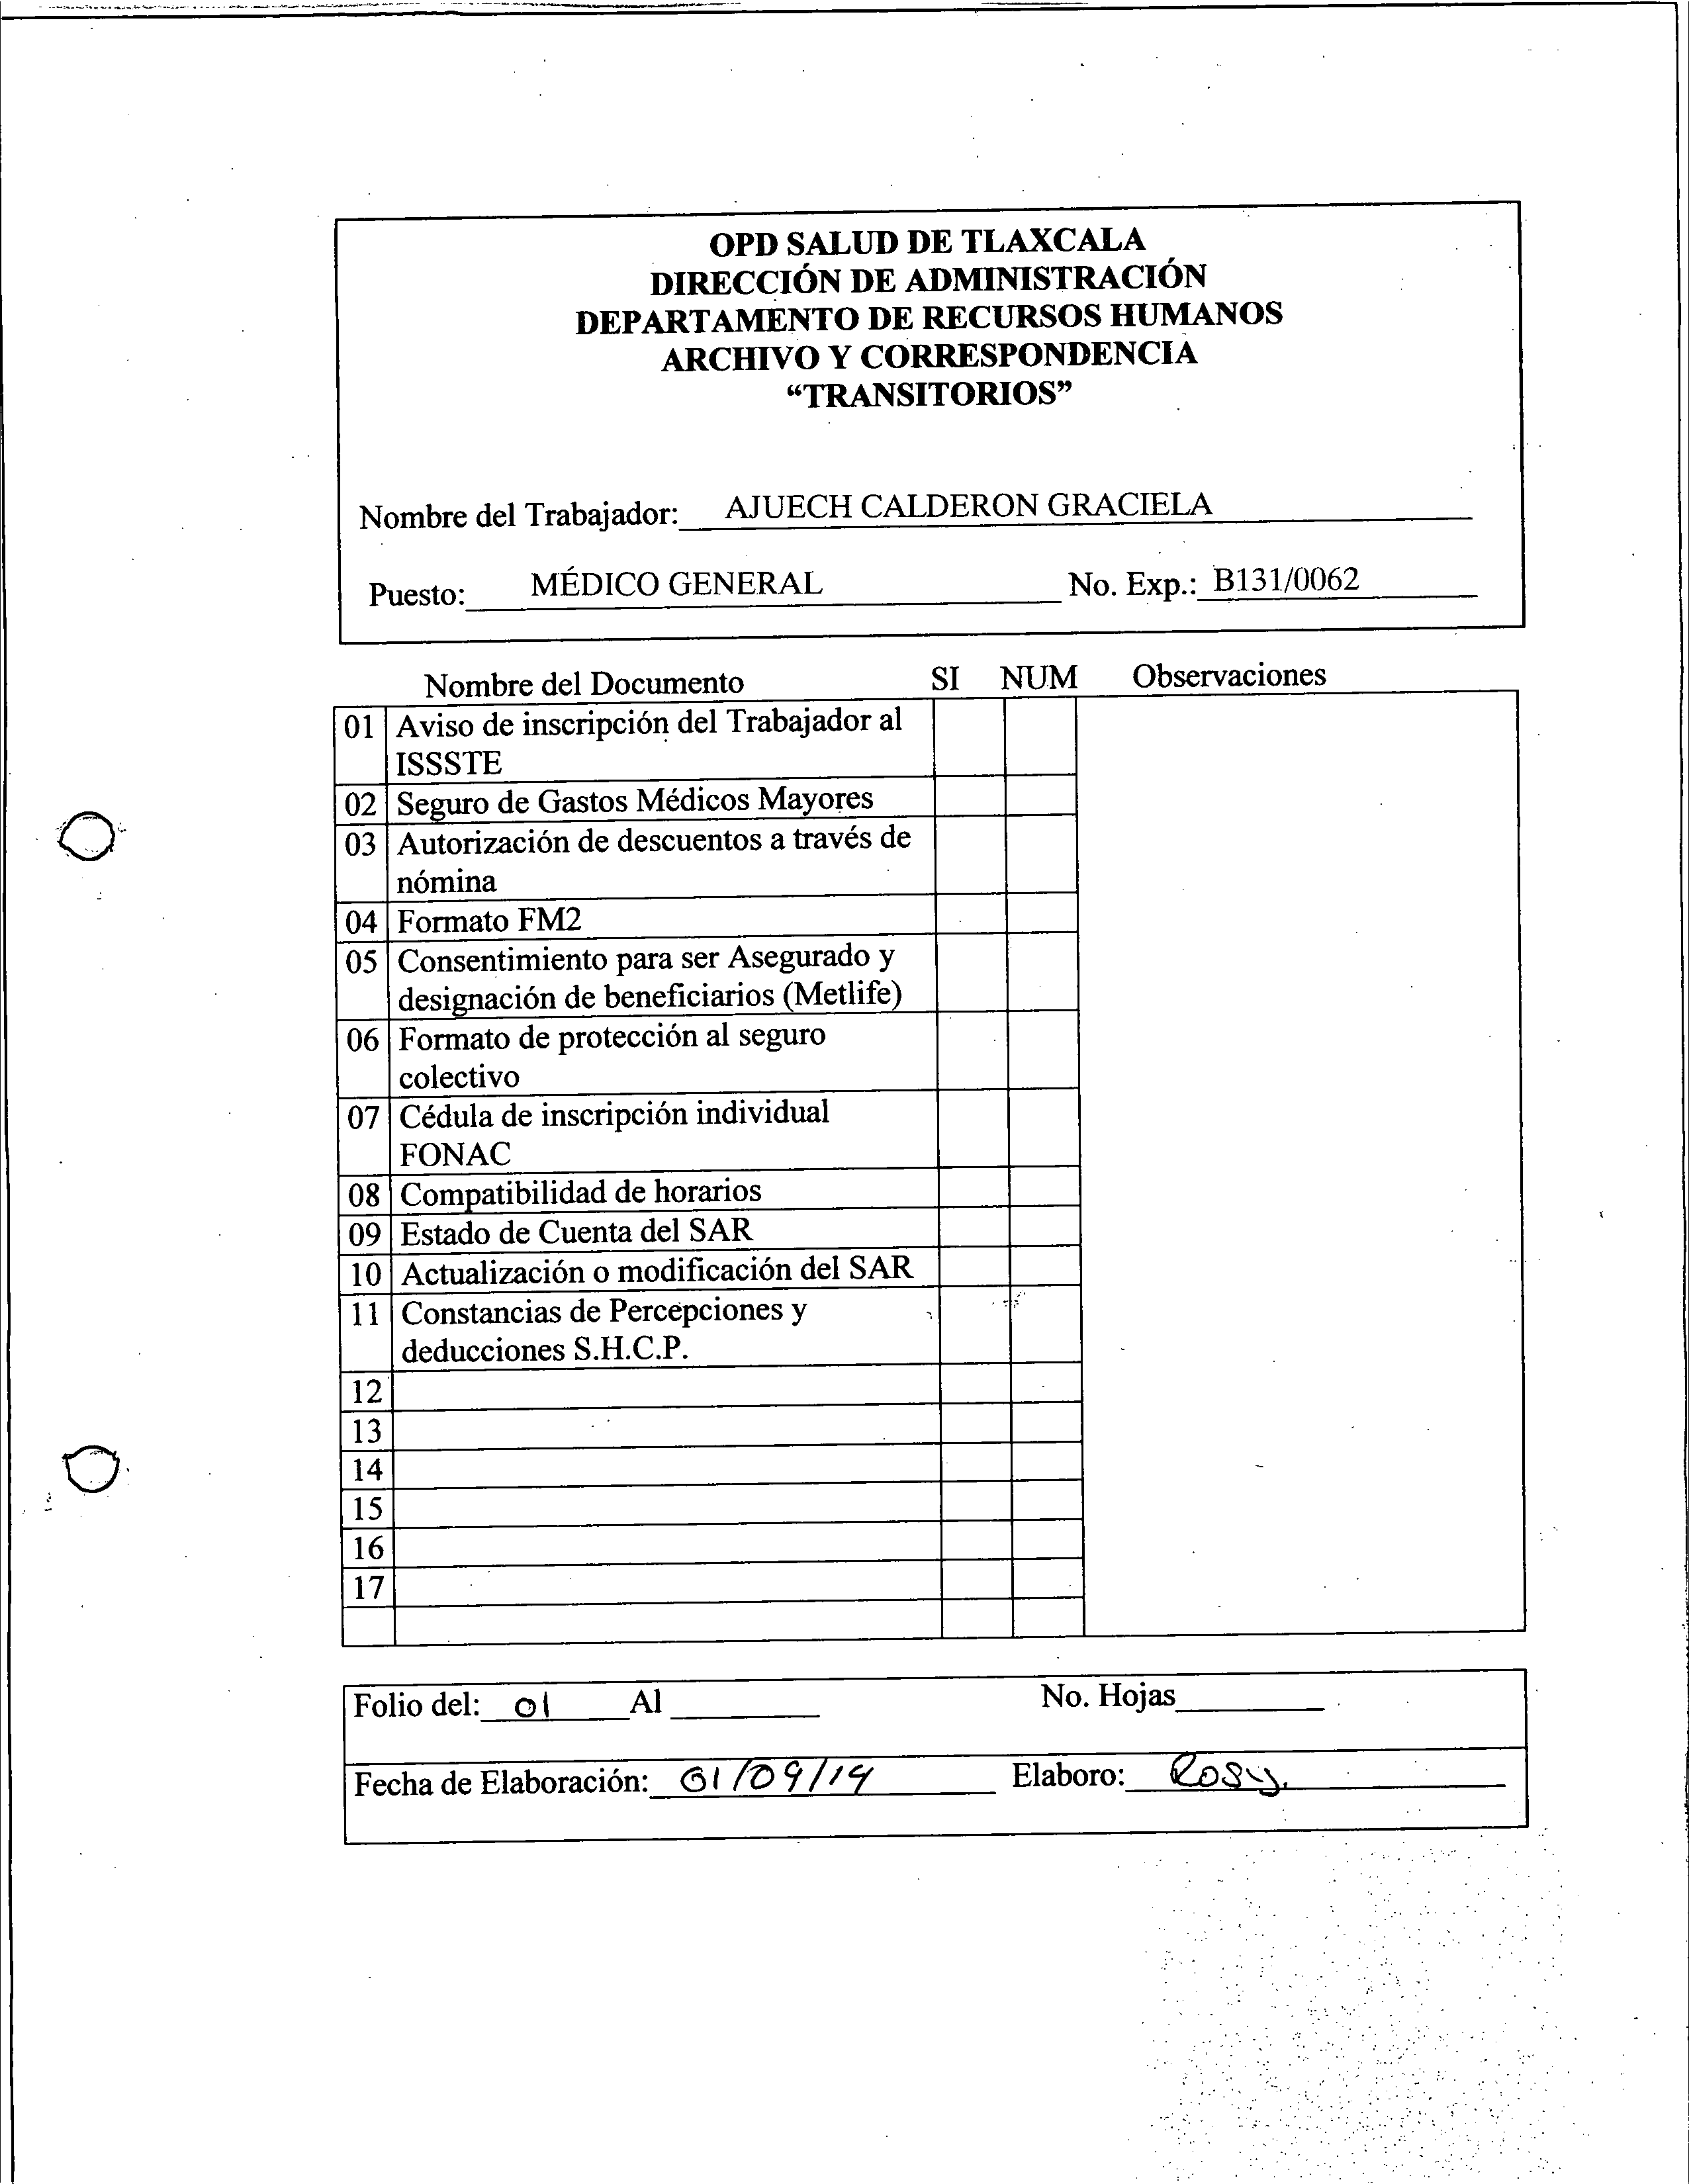 OPD SALUD DE TLAXCALA
DIRECCIÓN DE ADMINISTRACIÓN
DEPARTAMENTO DE RECURSOS HUMANOS
ARCHIVO Y CORRESPONDENCIA
“TRANSITORIOS”
Nombre del Trabajador: AJUECH CALDERON GRACIELA
Puesto: MÉDICO GENERAL No. Exp.: B131/0062
Nombre del Documento SI NUM Observaciones
01 Aviso de inscripción del Trabajador al
ISSSTE
02 Seguro de Gastos Médicos Mayores
03 Autorización de descuentos a través de
nómina
04 Formato FM2
05 Consentimiento para ser Asegurado y
designación de beneficiarios (Metlife)
06 Formato de protección al seguro
colectivo
07 Cédula de inscripción individual
FONAC
08 Compatibilidad de horarios
09 Estado de Cuenta del SAR
10 Actualización o modificación del SAR
11 Constancias de Percepciones y
deducciones S.H.C.P.
12
13
14
15
16
17
Folio del: 01 Al No. Hojas
Fecha de Elaboración: 01/09/14 Elaboro: Rosy.